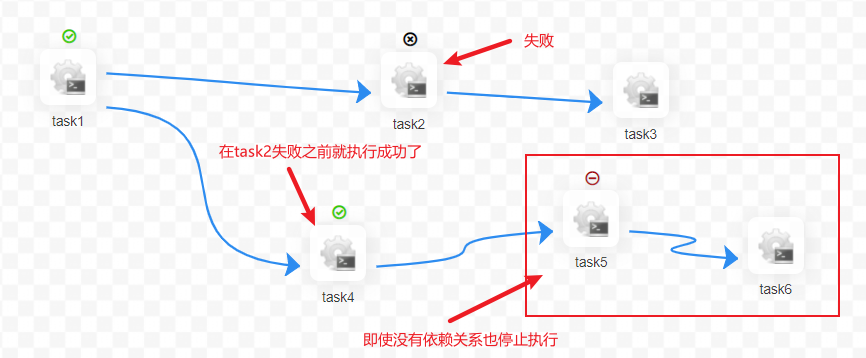 失败
task1
task2
task3
在task2失败之前就执行成功了
task4
task5
task6
即使没有依赖关系也停止执行